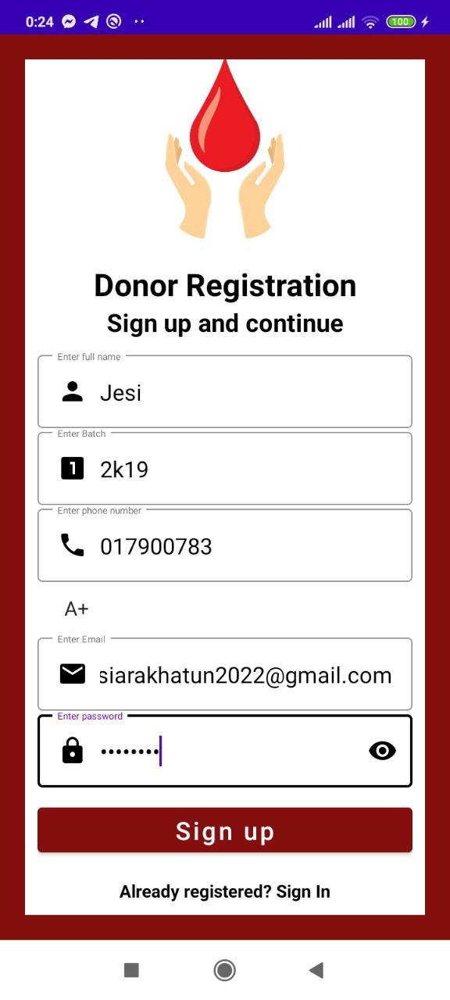 0:24
100
Donor Registration
Sign up and continue
Enter full name
Jesi
Enter Batch
1 2k19
Enter phone number
017900783
A+
Enter Email
siarakhatun2022@gmail.com
Enter password
••••••••
Sign up
Already registered? Sign In